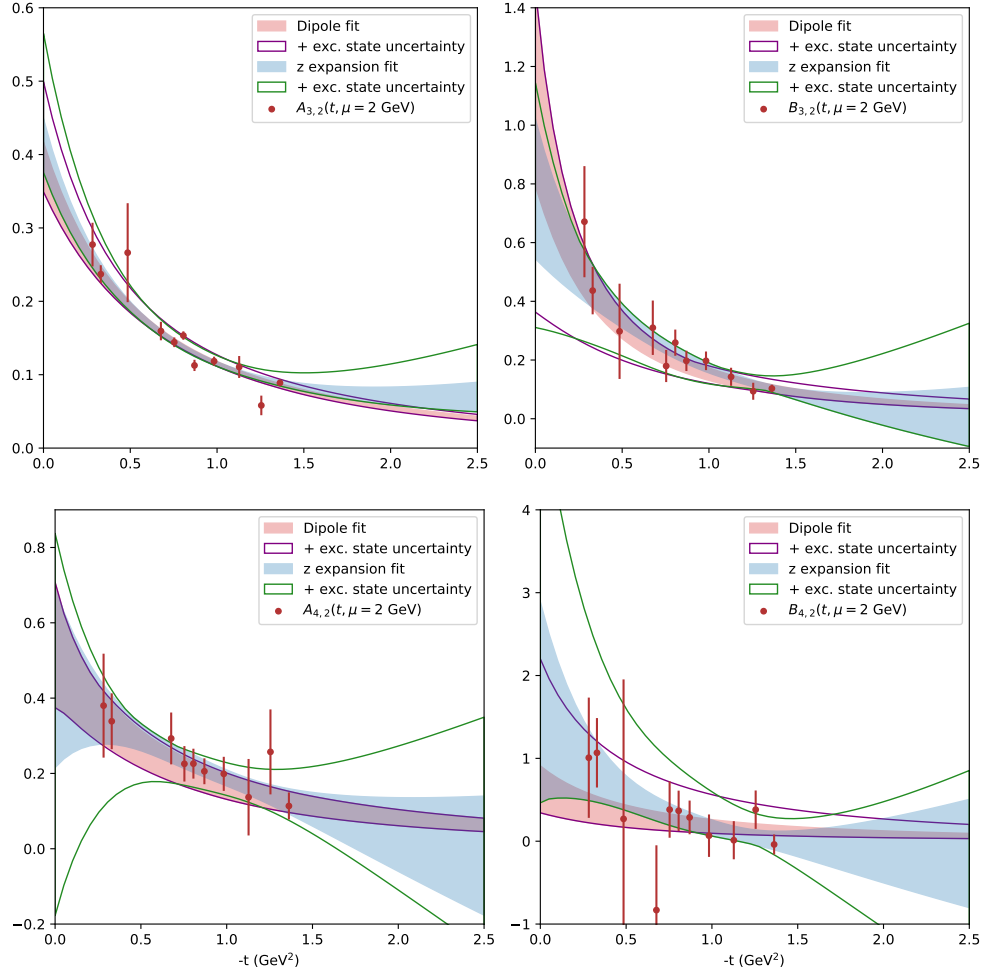 0.6
0.5
0.4
0.3
0.2
0.1
0.0
0.0 0.5 1.0 1.5 2.0 2.5
Dipole fit
+ exc. state uncertainty
z expansion fit
+ exc. state uncertainty
A3,2(t, μ = 2 GeV)
1.4
1.2
1.0
0.8
0.6
0.4
0.2
0.0
0.0 0.5 1.0 1.5 2.0 2.5
Dipole fit
+ exc. state uncertainty
z expansion fit
+ exc. state uncertainty
B3,2(t, μ = 2 GeV)
0.8
0.6
0.4
0.2
0.0
−0.2
0.0 0.5 1.0 1.5 2.0 2.5
-t (GeV²)
Dipole fit
+ exc. state uncertainty
z expansion fit
+ exc. state uncertainty
A4,2(t, μ = 2 GeV)
4
3
2
1
0
−1
0.0 0.5 1.0 1.5 2.0 2.5
-t (GeV²)
Dipole fit
+ exc. state uncertainty
z expansion fit
+ exc. state uncertainty
B4,2(t, μ = 2 GeV)